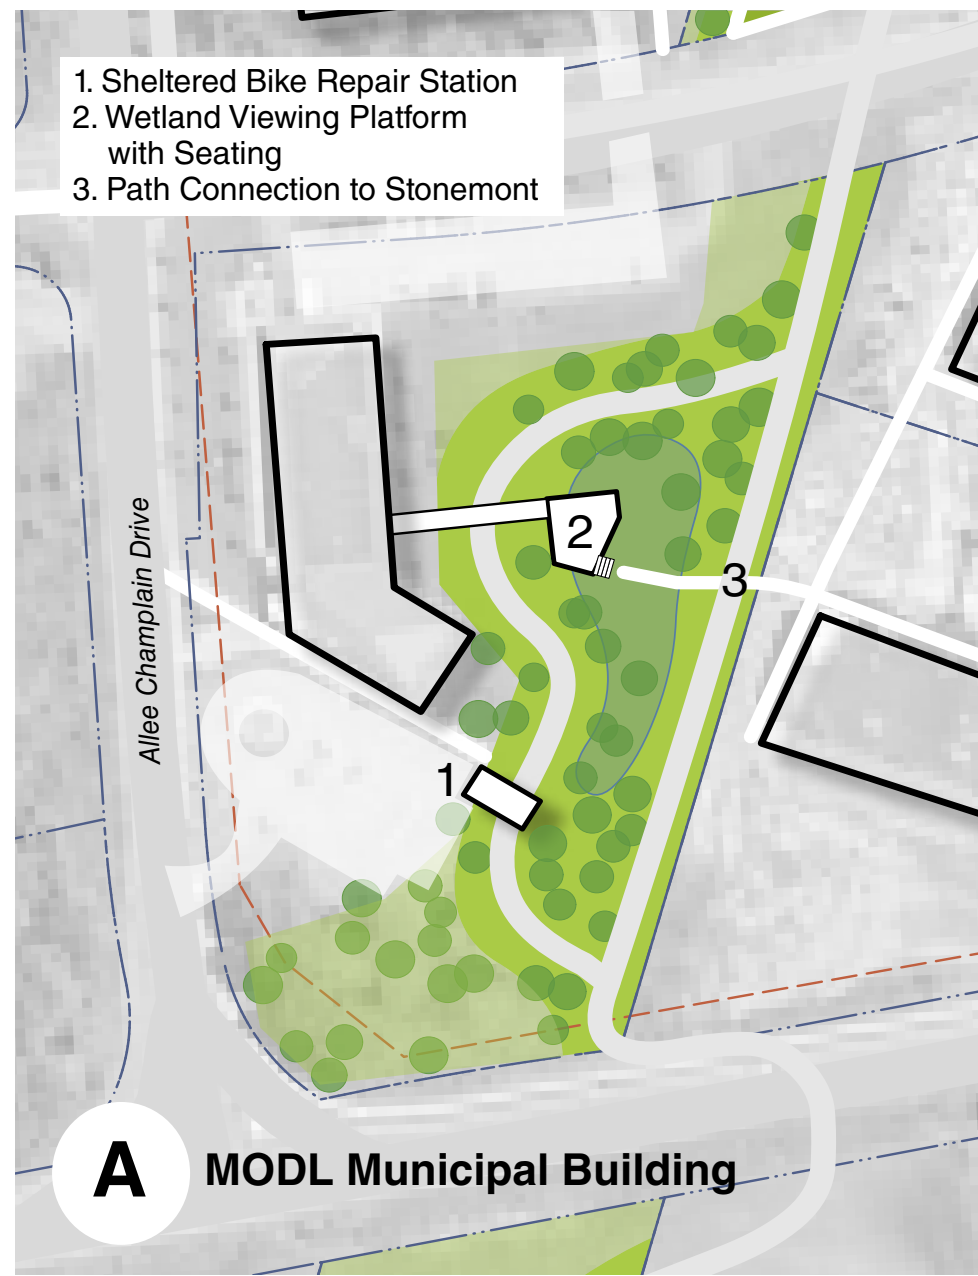 1. Sheltered Bike Repair Station
2. Wetland Viewing Platform
with Seating
3. Path Connection to Stonemont
2
3
Allee Champlain Drive
1
A
MODL Municipal Building